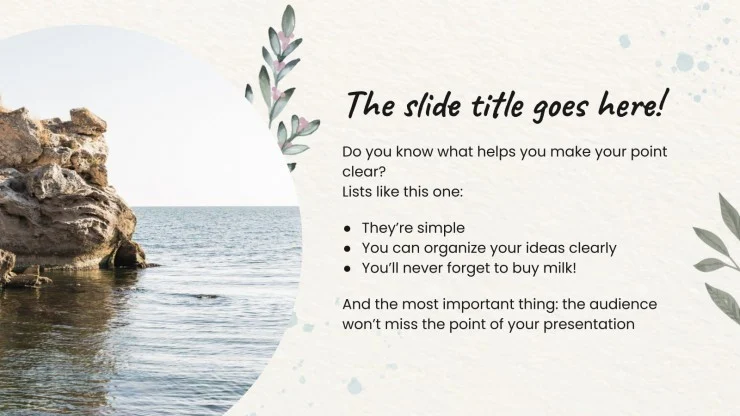 The slide title goes here!
Do you know what helps you make your point
clear?
Lists like this one:
● They’re simple
● You can organize your ideas clearly
● You’ll never forget to buy milk!
And the most important thing: the audience
won’t miss the point of your presentation